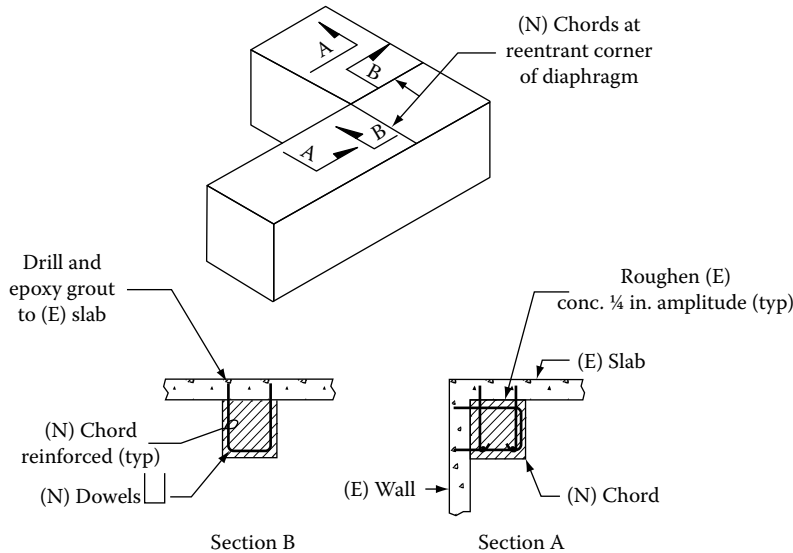 (N) Chords at
reentrant corner
of diaphragm
A
B
B
A
Drill and
epoxy grout
to (E) slab
Roughen (E)
conc. ¼ in. amplitude (typ)
(E) Slab
(N) Chord
reinforced (typ)
(N) Dowels
(E) Wall
(N) Chord
Section B
Section A